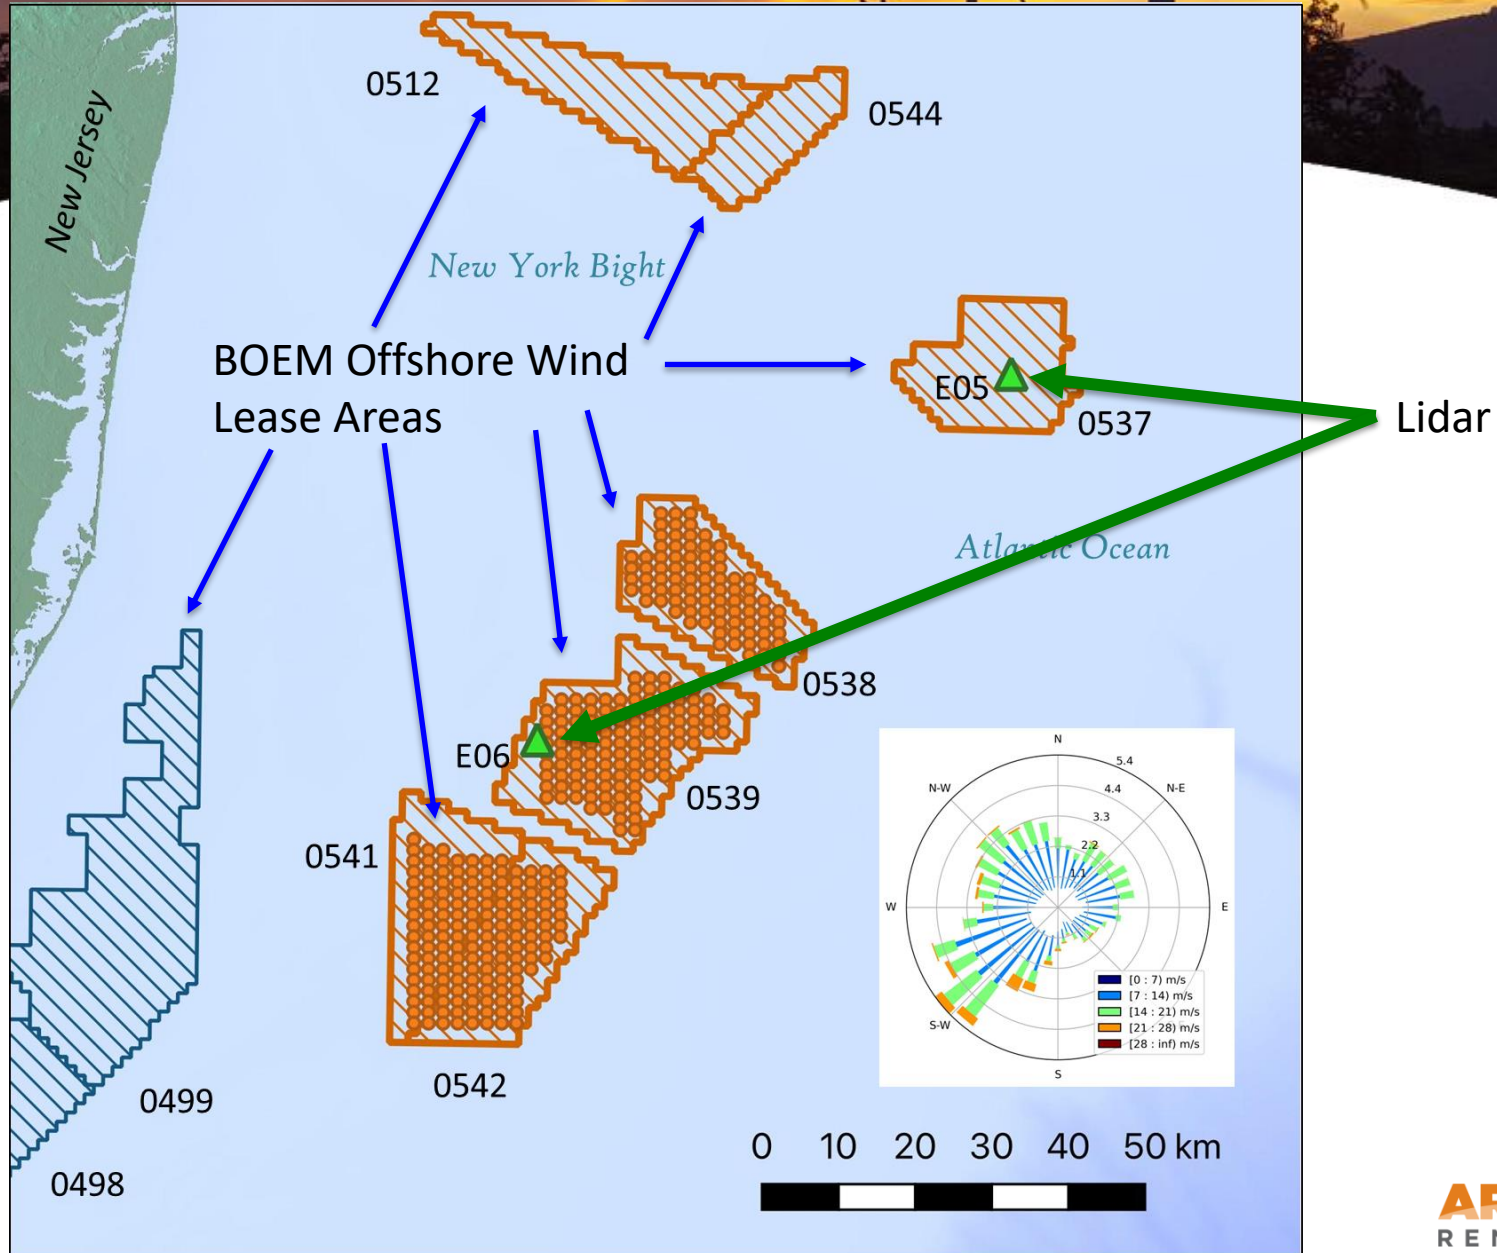 0512
0544
New Jersey
New York Bight
BOEM Offshore Wind
Lease Areas
E05
0537
Lidar
Atlantic Ocean
0538
E06
0539
0541
0542
0499
0498
N
5.4
N-W
4.4
N-E
3.3
2.2
1.1
W
E
[0 : 7) m/s
[7 : 14) m/s
[14 : 21) m/s
[21 : 28) m/s
[28 : inf) m/s
S-W
S
0 10 20 30 40 50 km